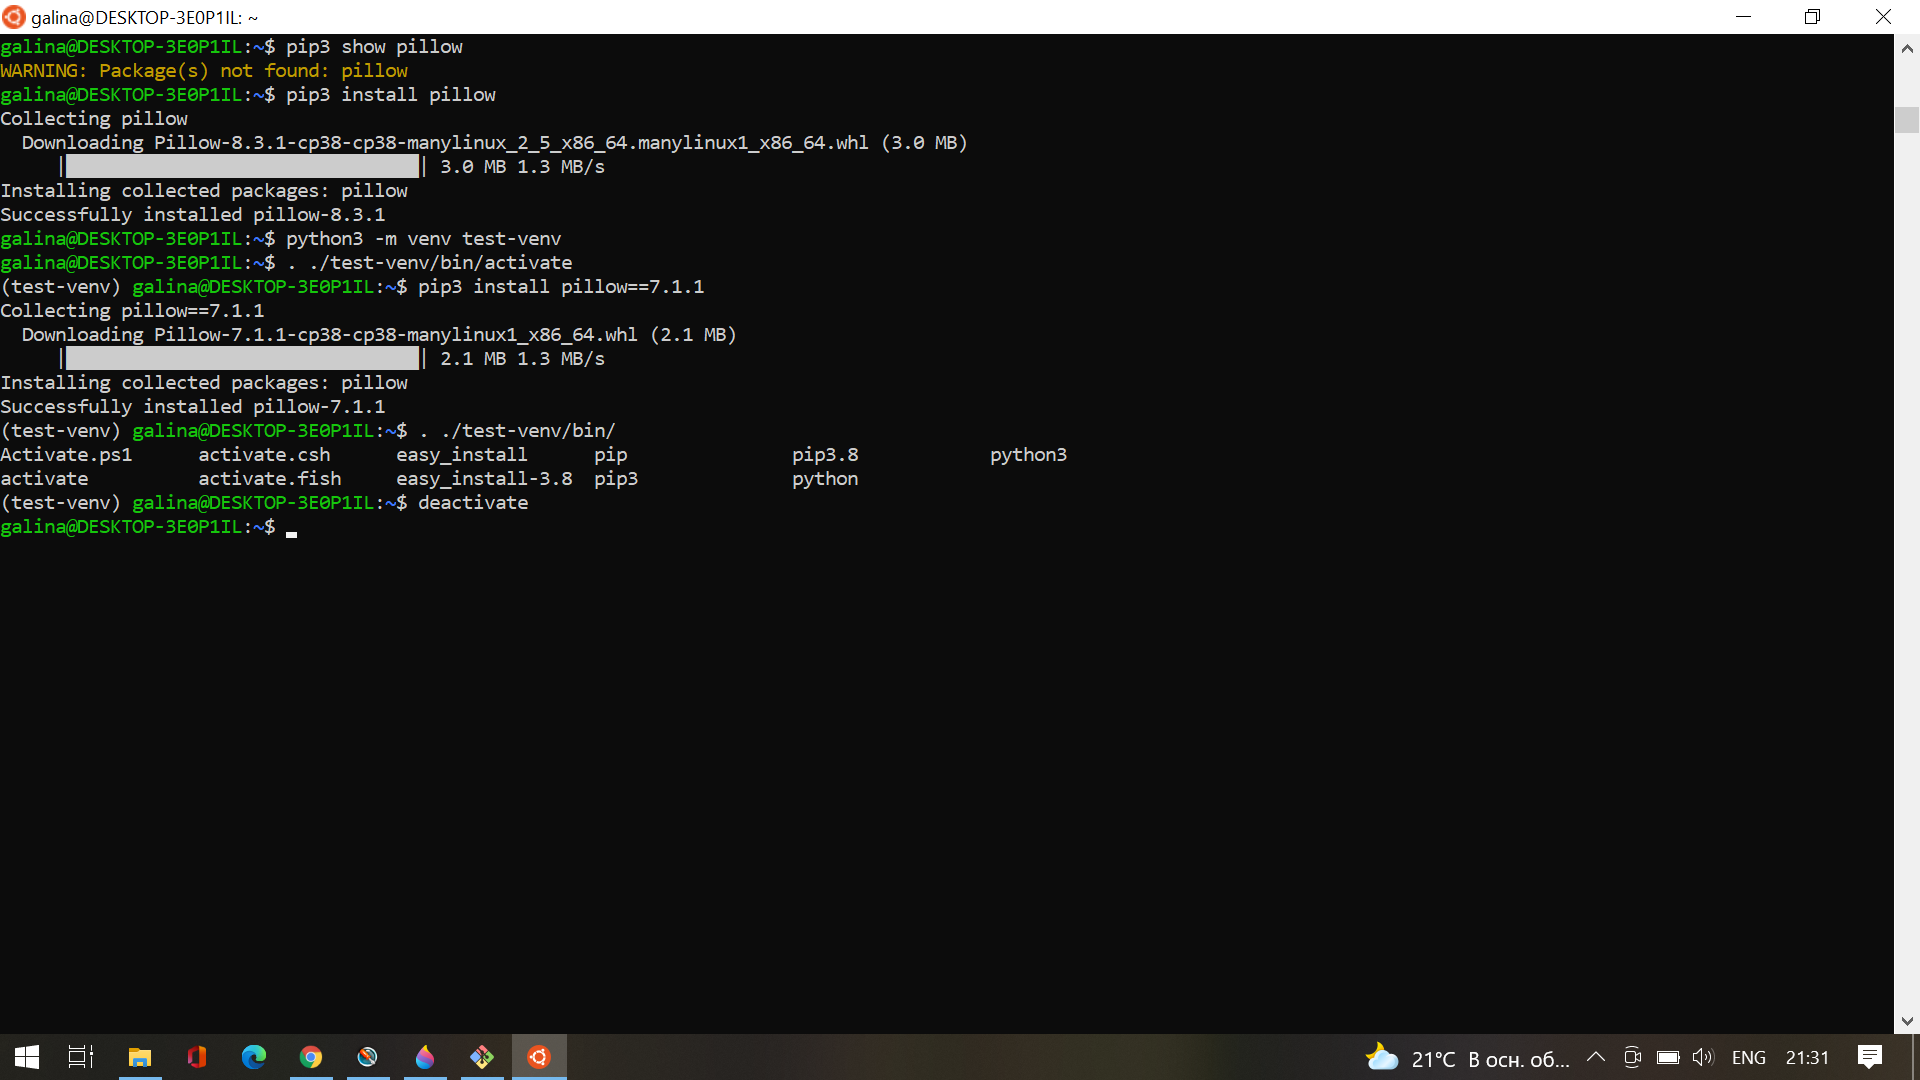 galina@DESKTOP-3E0P1IL: ~
galina@DESKTOP-3E0P1IL:~$ pip3 show pillow
WARNING: Package(s) not found: pillow
galina@DESKTOP-3E0P1IL:~$ pip3 install pillow
Collecting pillow
  Downloading Pillow-8.3.1-cp38-cp38-manylinux_2_5_x86_64.manylinux1_x86_64.whl (3.0 MB)
     |████████████████████████████████| 3.0 MB 1.3 MB/s
Installing collected packages: pillow
Successfully installed pillow-8.3.1
galina@DESKTOP-3E0P1IL:~$ python3 -m venv test-venv
galina@DESKTOP-3E0P1IL:~$ . ./test-venv/bin/activate
(test-venv) galina@DESKTOP-3E0P1IL:~$ pip3 install pillow==7.1.1
Collecting pillow==7.1.1
  Downloading Pillow-7.1.1-cp38-cp38-manylinux1_x86_64.whl (2.1 MB)
     |████████████████████████████████| 2.1 MB 1.3 MB/s
Installing collected packages: pillow
Successfully installed pillow-7.1.1
(test-venv) galina@DESKTOP-3E0P1IL:~$ . ./test-venv/bin/
Activate.ps1      activate.csh      easy_install      pip               pip3.8            python3
activate          activate.fish     easy_install-3.8  pip3              python
(test-venv) galina@DESKTOP-3E0P1IL:~$ deactivate
galina@DESKTOP-3E0P1IL:~$
21°C В осн. об... ENG 21:31